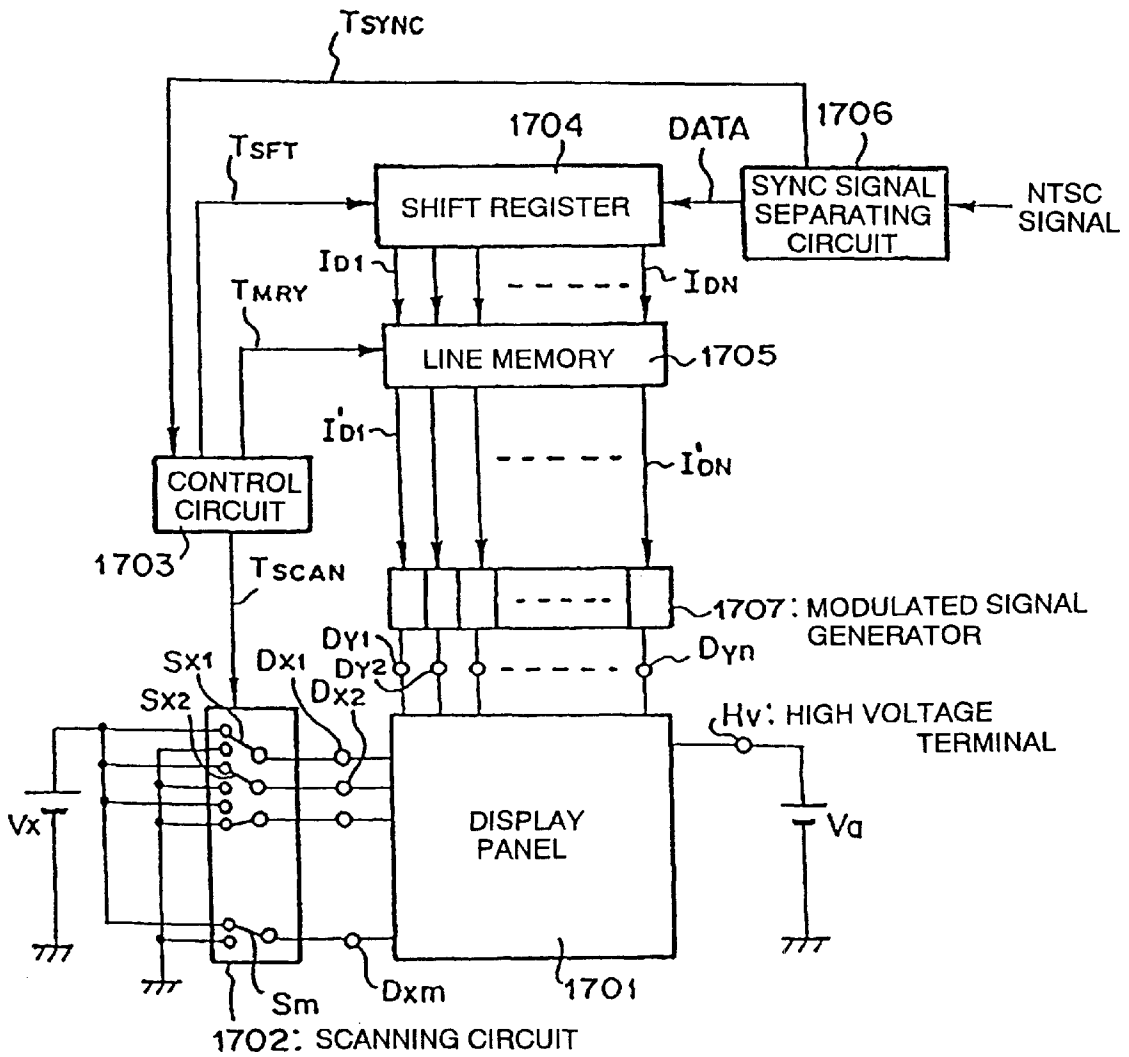 TSYNC
1704
DATA
1706
TSFT
SHIFT REGISTER
SYNC SIGNAL
SEPARATING
CIRCUIT
NTSC
SIGNAL
ID1
IDN
TMRY
LINE MEMORY
1705
I'D1
I'DN
CONTROL
CIRCUIT
1703
TSCAN
1707: MODULATED SIGNAL
GENERATOR
DY1
DY2
Dyn
SX1
SX2
DX1
DX2
Hv: HIGH VOLTAGE
TERMINAL
Vx
DISPLAY
PANEL
Va
Sm
Dxm
1701
1702: SCANNING CIRCUIT